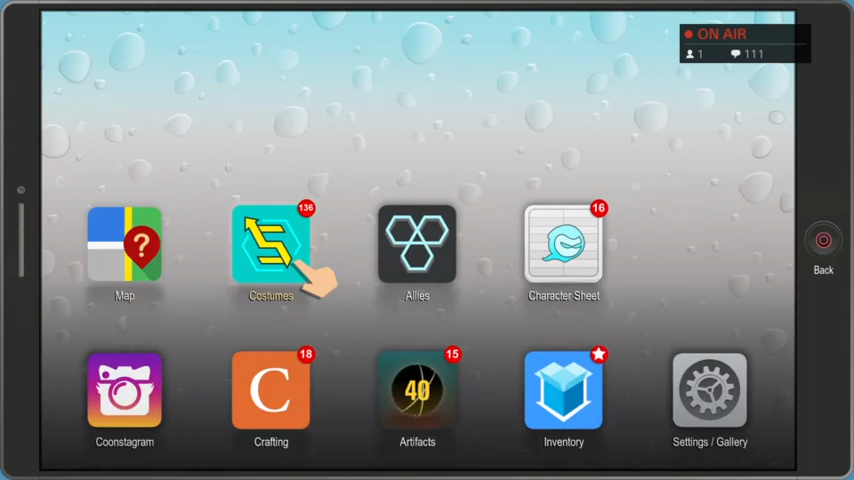 ON AIR
1 111
136
16
?
Map
Costumes
Allies
Character Sheet
Back
18
15
C
40
Coonstagram
Crafting
Artifacts
Inventory
Settings / Gallery